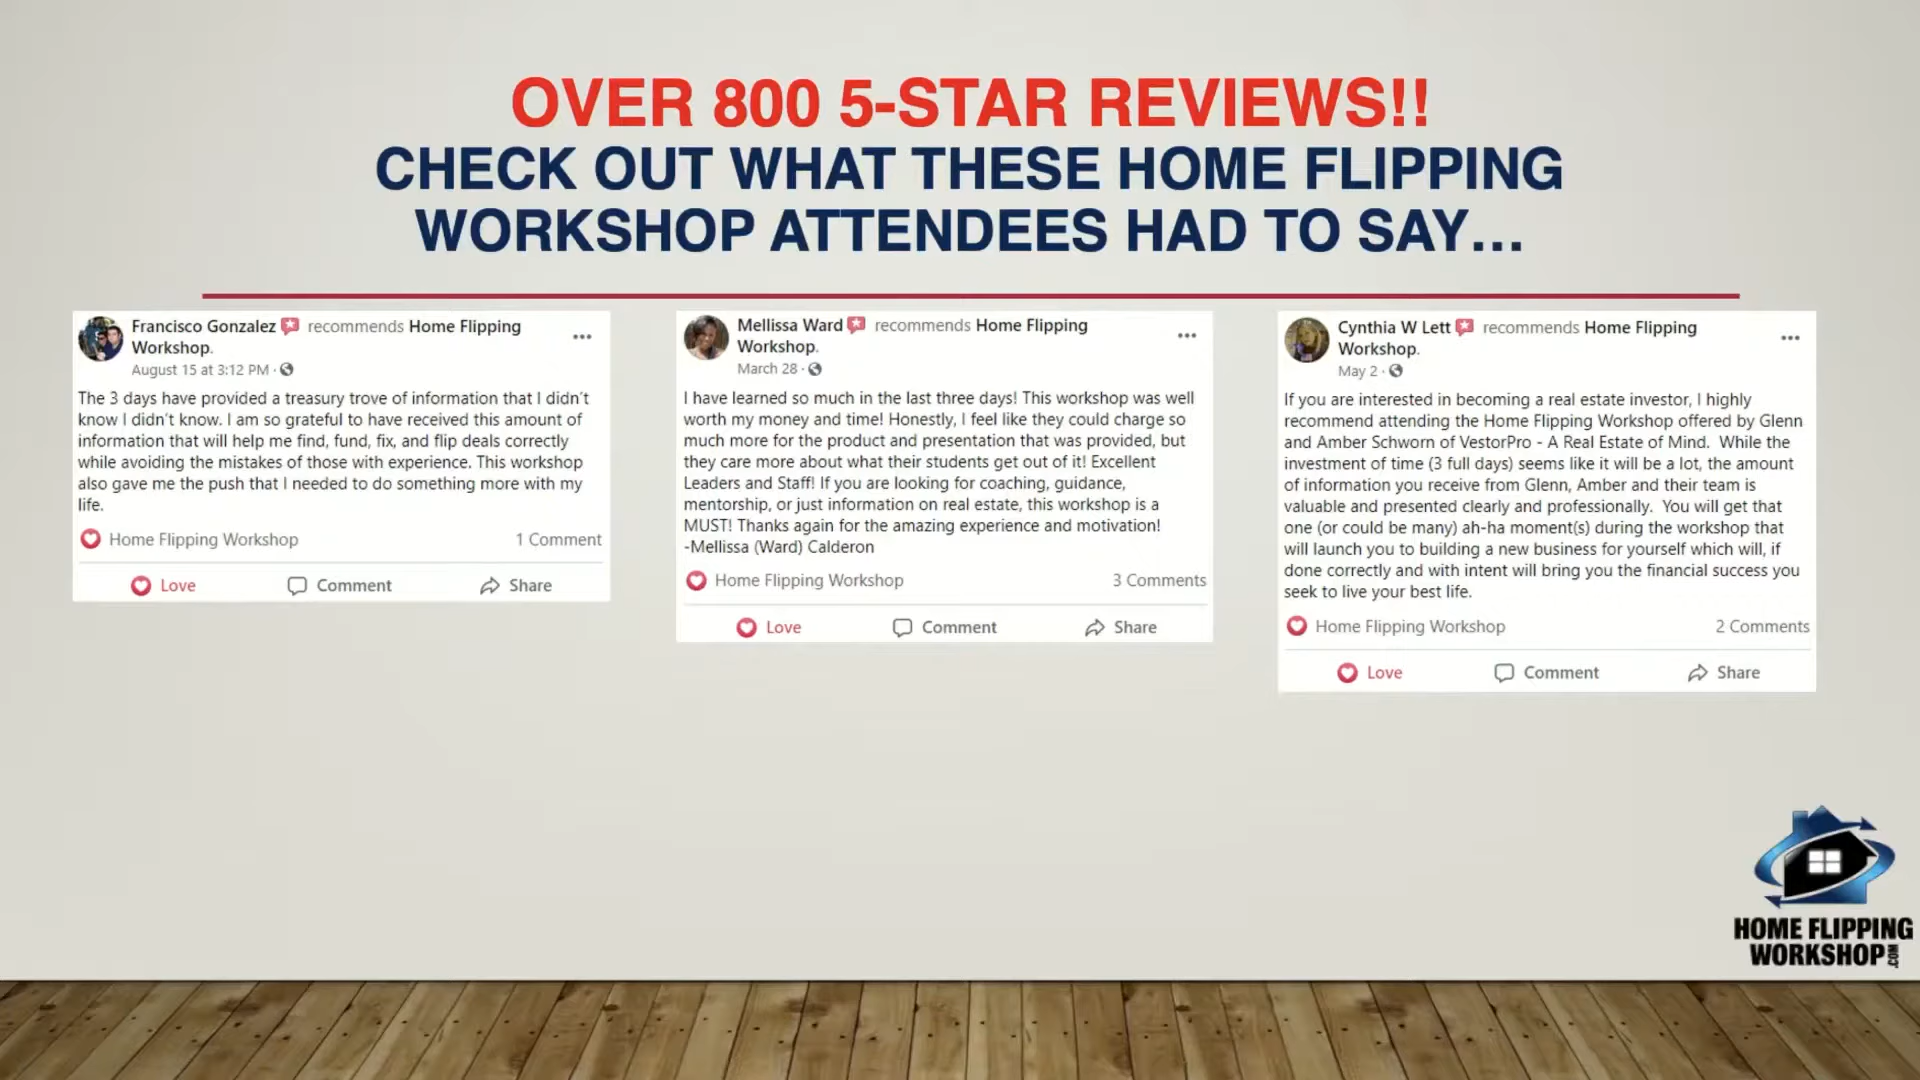 OVER 800 5-STAR REVIEWS!!
CHECK OUT WHAT THESE HOME FLIPPING
WORKSHOP ATTENDEES HAD TO SAY...
Francisco Gonzalez recommends Home Flipping
Workshop.
August 15 at 3:12 PM ·
The 3 days have provided a treasury trove of information that I didn't
know I didn't know. I am so grateful to have received this amount of
information that will help me find, fund, fix, and flip deals correctly
while avoiding the mistakes of those with experience. This workshop
also gave me the push that I needed to do something more with my
life.
Home Flipping Workshop 1 Comment
Love Comment Share
Mellissa Ward recommends Home Flipping
Workshop.
March 28 ·
I have learned so much in the last three days! This workshop was well
worth my money and time! Honestly, I feel like they could charge so
much more for the product and presentation that was provided, but
they care more about what their students get out of it! Excellent
Leaders and Staff! If you are looking for coaching, guidance,
mentorship, or just information on real estate, this workshop is a
MUST! Thanks again for the amazing experience and motivation!
-Mellissa (Ward) Calderon
Home Flipping Workshop 3 Comments
Love Comment Share
Cynthia W Lett recommends Home Flipping
Workshop.
May 2 ·
If you are interested in becoming a real estate investor, I highly
recommend attending the Home Flipping Workshop offered by Glenn
and Amber Schworn of VestorPro - A Real Estate of Mind. While the
investment of time (3 full days) seems like it will be a lot, the amount
of information you receive from Glenn, Amber and their team is
valuable and presented clearly and professionally. You will get that
one (or could be many) ah-ha moment(s) during the workshop that
will launch you to building a new business for yourself which will, if
done correctly and with intent will bring you the financial success you
seek to live your best life.
Home Flipping Workshop 2 Comments
Love Comment Share
HOME FLIPPING
WORKSHOP.COM